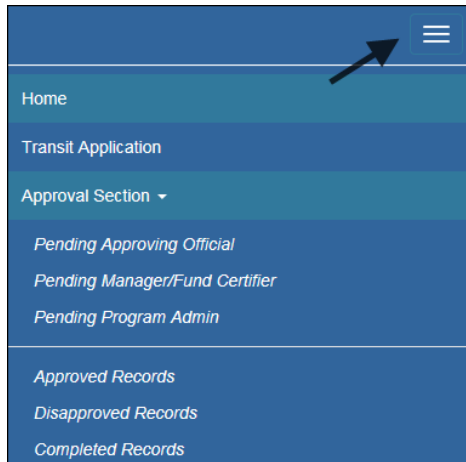 Home
Transit Application
Approval Section
Pending Approving Official
Pending Manager/Fund Certifier
Pending Program Admin
Approved Records
Disapproved Records
Completed Records